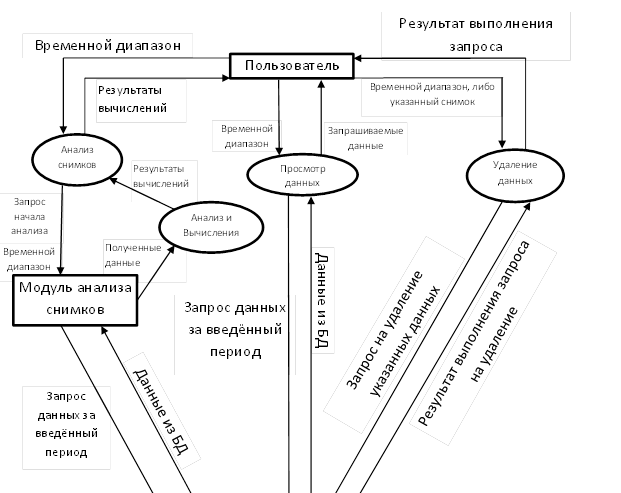 Результат выполнения
запроса
Временной диапазон
Пользователь
Результаты
вычислений
Временной диапазон, либо
указанный снимок
Временной
диапазон
Запрашиваемые
данные
Анализ
снимков
Результаты
вычислений
Просмотр
данных
Удаление
данных
Запрос
начала
анализа
Анализ и
Вычисления
Временной
диапазон
Полученные
данные
Модуль анализа
снимков
Запрос данных
за введённый
период
Данные из БД
Запрос на удаление
указанных данных
Результат выполнения запроса
на удаление
Запрос
данных за
введённый
период
Данные из БД